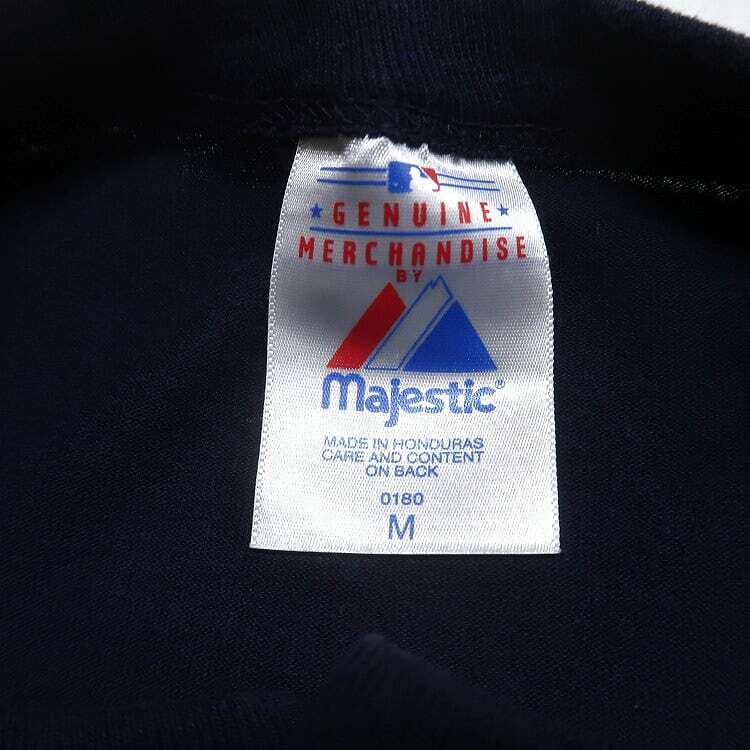 GENUINE
MERCHANDISE
BY
Majestic®
MADE IN HONDURAS
CARE AND CONTENT
ON BACK
0180
M